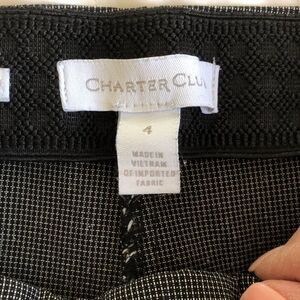 CHARTER CLU
4
MADE IN
VIETNAM
OF IMPORTED
FABRIC